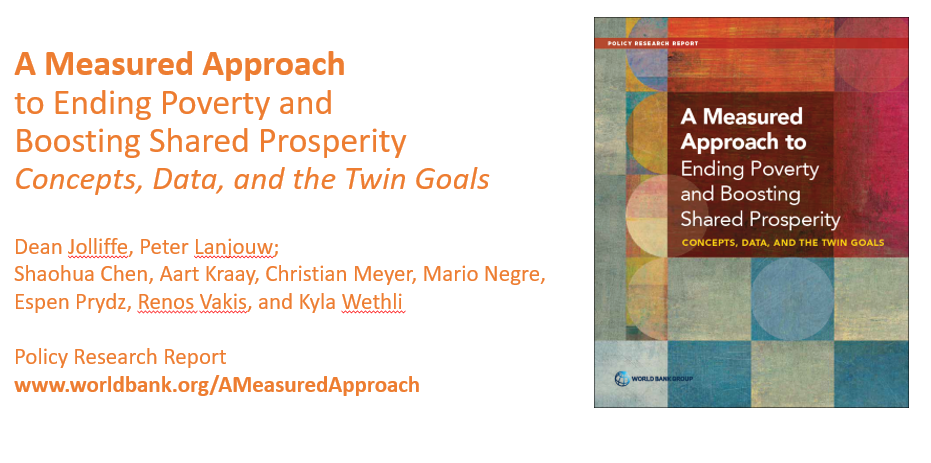 A Measured Approach
to Ending Poverty and
Boosting Shared Prosperity
Concepts, Data, and the Twin Goals
Dean Jolliffe, Peter Lanjouw;
Shaohua Chen, Aart Kraay, Christian Meyer, Mario Negre,
Espen Prydz, Renos Vakis, and Kyla Wethli
Policy Research Report
www.worldbank.org/AMeasuredApproach
POLICY RESEARCH REPORT
A Measured
Approach to
Ending Poverty
and Boosting
Shared Prosperity
CONCEPTS, DATA, AND THE TWIN GOALS
WORLD BANK GROUP